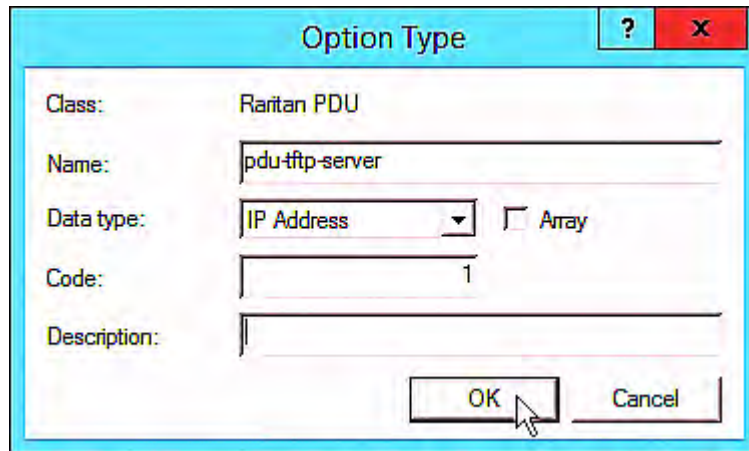 Option Type
?
x
Class: Raritan PDU
Name: pdu-tftp-server
Data type: IP Address Array
Code: 1
Description:
OK Cancel